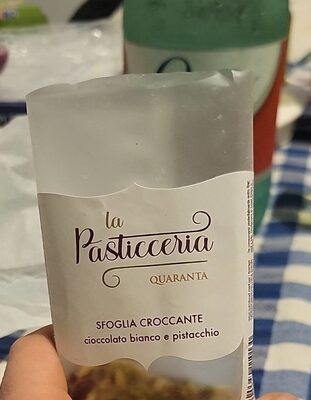 la
Pasticceria
QUARANTA
SFOGLIA CROCCANTE
cioccolato bianco e pistacchio